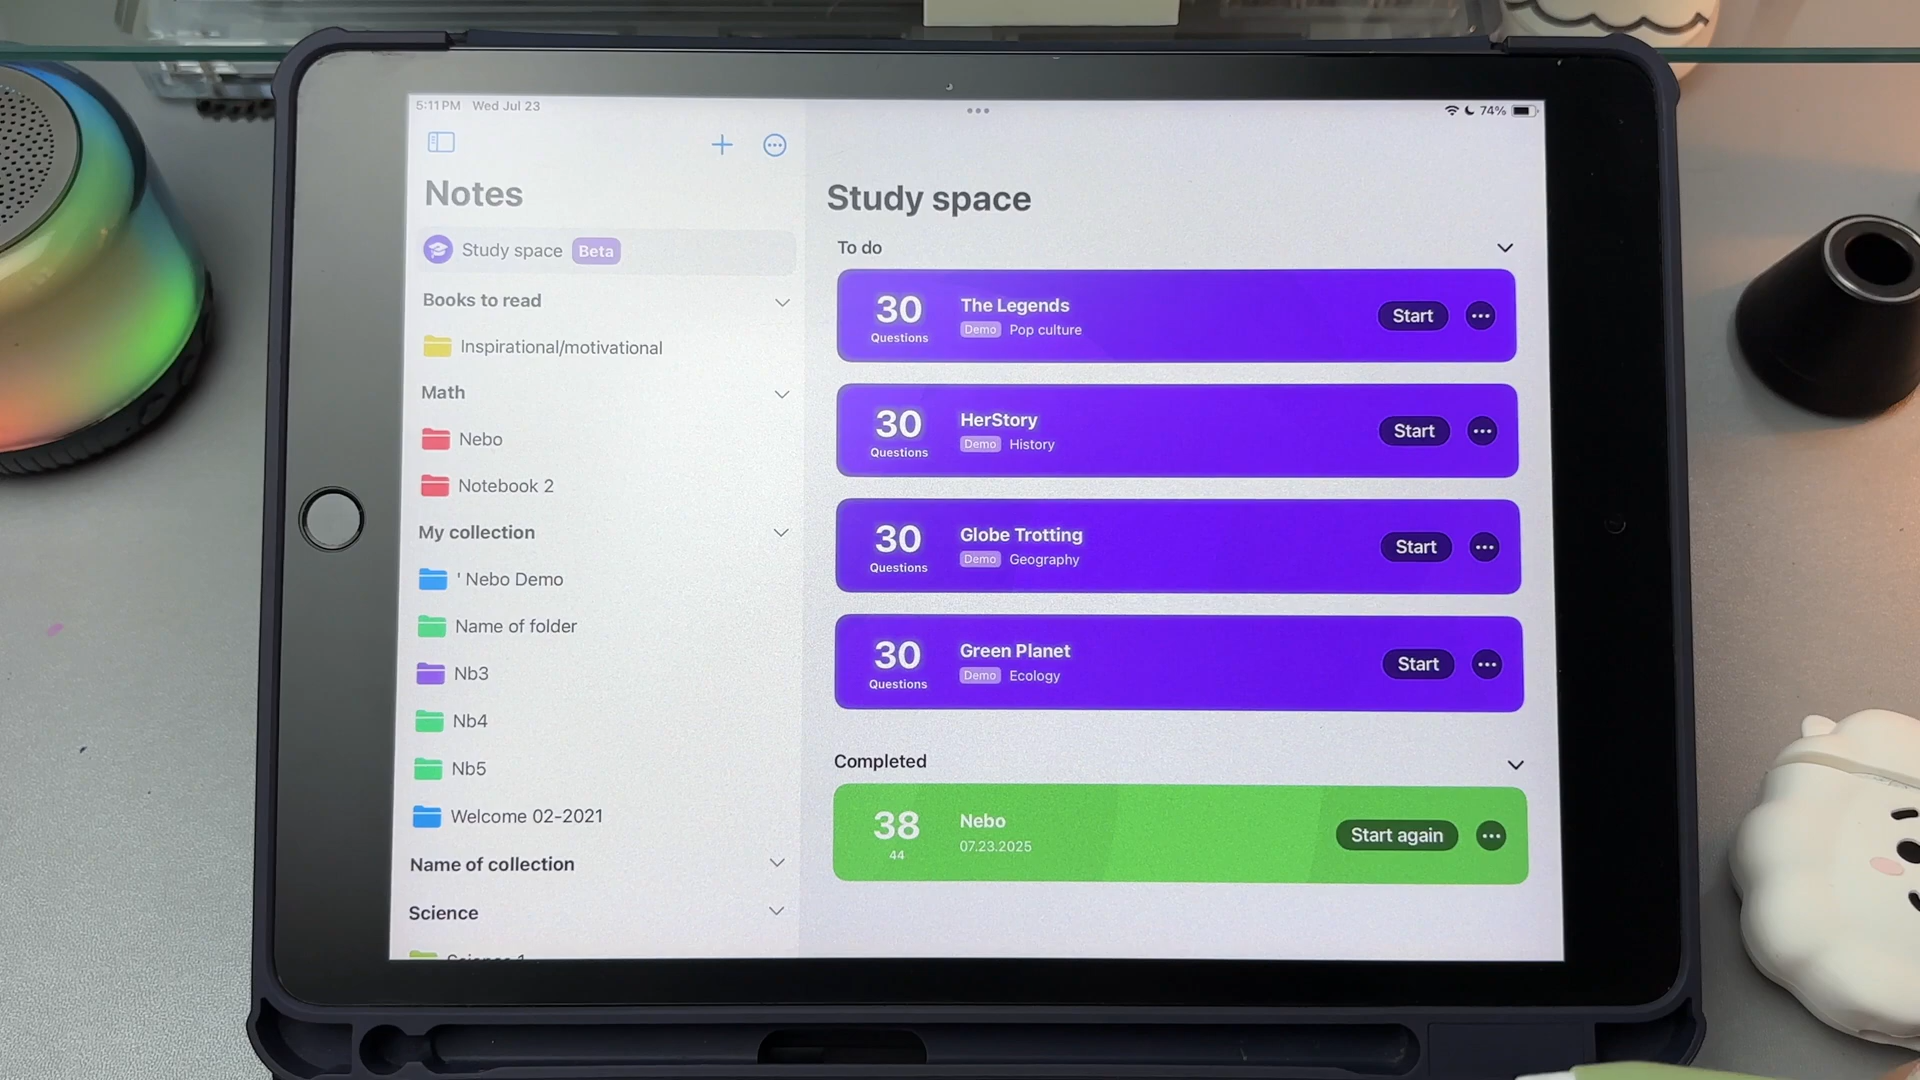 5:11 PM Wed Jul 23
74%
Notes
Study space Beta
Books to read
Inspirational/motivational
Math
Nebo
Notebook 2
My collection
' Nebo Demo
Name of folder
Nb3
Nb4
Nb5
Welcome 02-2021
Name of collection
Science
Science 1
Study space
To do
30 Questions
The Legends
Demo Pop culture
Start
30 Questions
HerStory
Demo History
Start
30 Questions
Globe Trotting
Demo Geography
Start
30 Questions
Green Planet
Demo Ecology
Start
Completed
38
44
Nebo
07.23.2025
Start again